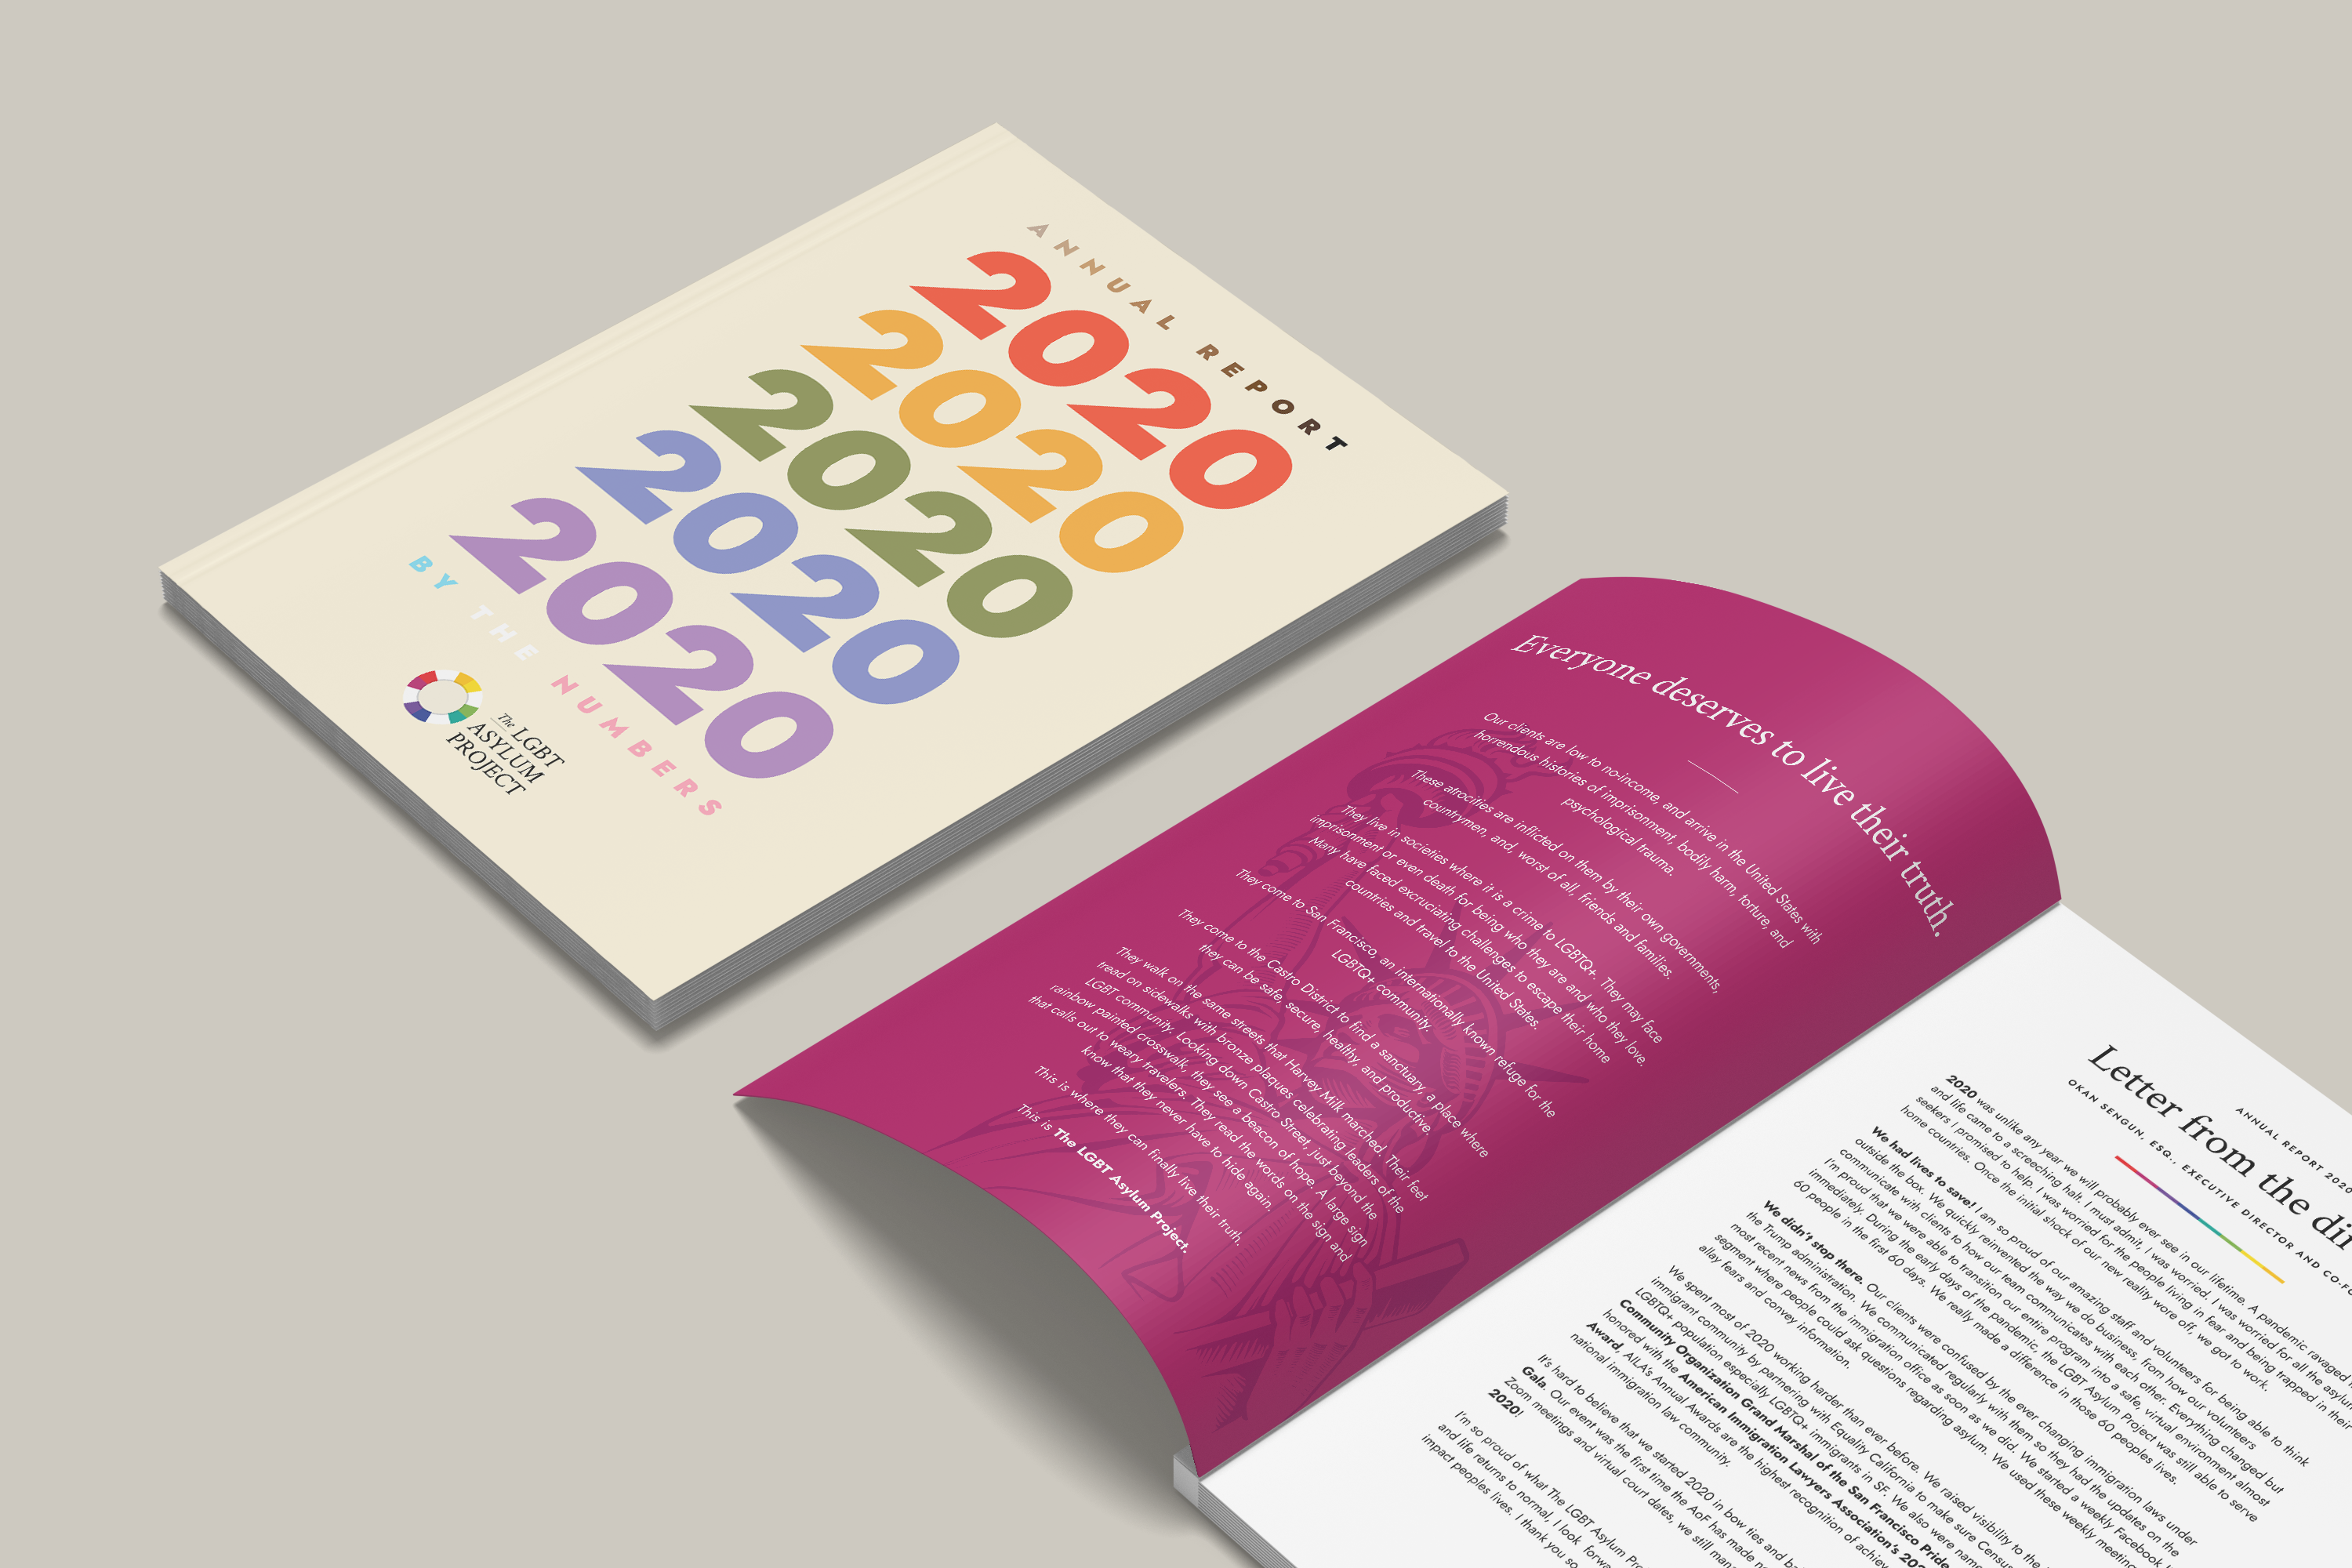 ANNUAL REPORT
2020
2020
2020
2020
2020
BY THE NUMBERS
The LGBT
ASYLUM
PROJECT
Everyone deserves to live their truth.
Our clients are low to no-income, and arrive in the United States with
horrendous histories of imprisonment, bodily harm, torture, and
psychological trauma.
These atrocities are inflicted on them by their own governments,
countrymen, and, worst of all, friends and families.
They live in societies where it is a crime to LGBTQ+. They may face
imprisonment or even death for being who they are and who they love.
Many have faced excruciating challenges to escape their home
countries and travel to the United States.
They come to San Francisco, an internationally known refuge for the
LGBTQ+ community.
They come to the Castro District to find a sanctuary, a place where
they can be safe, secure, healthy, and productive.
They walk on the same streets that Harvey Milk marched. Their feet
tread on sidewalks with bronze plaques celebrating leaders of the
LGBT community. Looking down Castro Street, just beyond the
rainbow painted crosswalk, they see a beacon of hope. A large sign
that calls out to weary travelers. They read the words on the sign and
know that they never have to hide again.
This is where they can finally live their truth.
This is The LGBT Asylum Project.
ANNUAL REPORT 2020
Letter from the dir
OKAN SENGUN, ESQ., EXECUTIVE DIRECTOR AND CO-F
2020 was unlike any year we will probably ever see in our lifetime. A pandemic ravaged
and life came to a screeching halt. I must admit, I was worried. I was worried for all the asylum
seekers I promised to help. I was worried for the people living in fear and being trapped in their
home countries. Once the initial shock of our new reality wore off, we got to work.
We had lives to save! I am so proud of our amazing staff and volunteers for being able to think
outside the box. We quickly reinvented the way we do business, from how our volunteers
communicate with clients to how our team communicates with each other. Everything changed but
I'm proud that we were able to transition our entire program into a safe, virtual environment almost
immediately. During the early days of the pandemic, the LGBT Asylum Project was still able to serve
60 people in the first 60 days. We really made a difference in those 60 peoples lives.
We didn't stop there. Our clients were confused by the ever changing immigration laws under
the Trump administration. We communicated regularly with them so they had the updates on the
most recent news from the immigration office as soon as we did. We started a weekly Facebook
segment where people could ask questions regarding asylum. We used these weekly meetin
allay fears and convey information.
We spent most of 2020 working harder than ever before. We raised visibility to the
immigrant community by partnering with Equality California to make sure Census
LGBTQ+ population especially LGBTQ+ immigrants in SF. We also were name
Community Organization Grand Marshal of the San Francisco Pride
honored with the American Immigration Lawyers Association's 20
Award, AILA's Annual Awards are the highest recognition of achiev
national immigration law community.
It's hard to believe that we started 2020 in bow ties and b
Gala. Our event was the first time the AoF has made
Zoom meetings and virtual court dates, we still man
2020!
I'm so proud of what The LGBT Asylum Pro
and life returns to normal, I look forwa
impact peoples lives. I thank you so